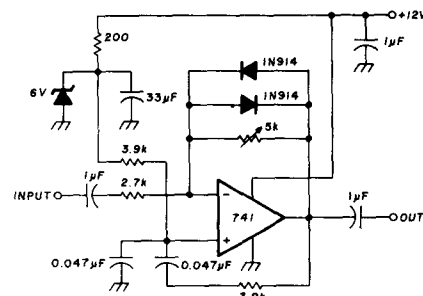 +12V
200
1µF
1N914
6V
33µF
1N914
5k
3.9k
1µF
INPUT
2.7k
−
741
+
1µF
OUT
0.047µF
0.047µF